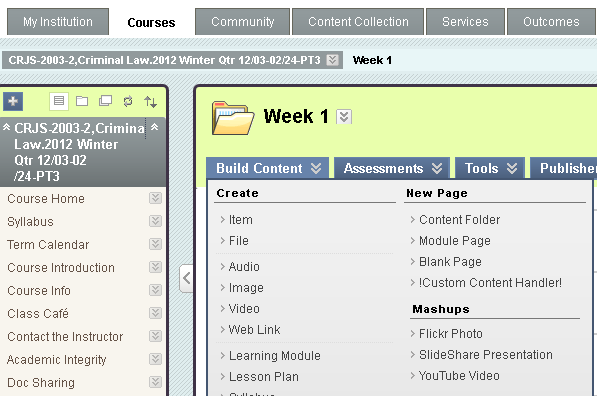 My Institution
Courses
Community
Content Collection
Services
Outcomes
CRJS-2003-2,Criminal Law.2012 Winter Qtr 12/03-02/24-PT3
Week 1
CRJS-2003-2,Crimina
Law.2012 Winter
Qtr 12/03-02
/24-PT3
Course Home
Syllabus
Term Calendar
Course Introduction
Course Info
Class Café
Contact the Instructor
Academic Integrity
Doc Sharing
Week 1
Build Content
Assessments
Tools
Publisher
Create
Item
File
Audio
Image
Video
Web Link
Learning Module
Lesson Plan
Syllabus
New Page
Content Folder
Module Page
Blank Page
!Custom Content Handler!
Mashups
Flickr Photo
SlideShare Presentation
YouTube Video